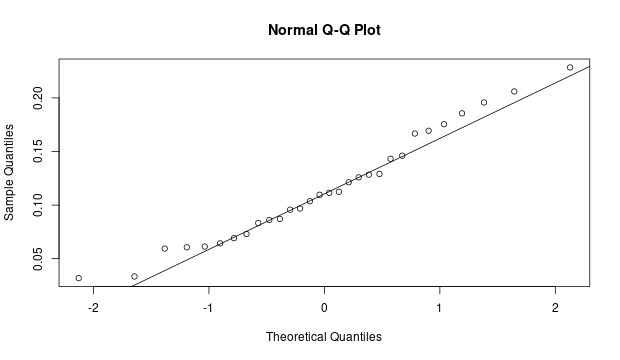 Normal Q-Q Plot
Sample Quantiles
0.20
0.15
0.10
0.05
-2 -1 0 1 2
Theoretical Quantiles